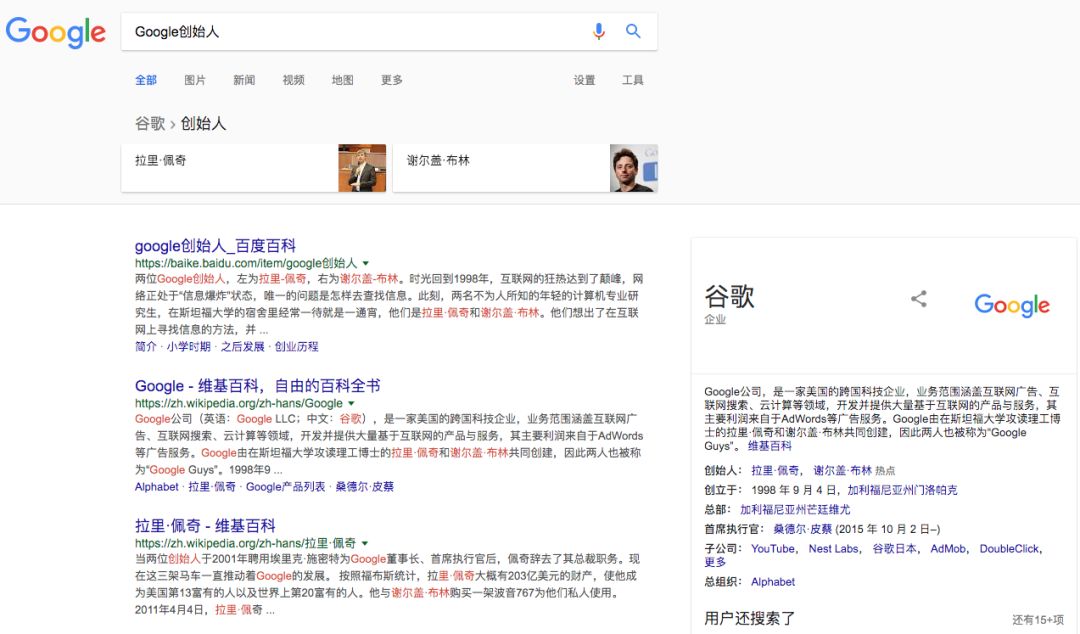 Google
Google创始人
全部 图片 新闻 视频 地图 更多 设置 工具
谷歌 › 创始人
拉里·佩奇
谢尔盖·布林
google创始人_百度百科
https://baike.baidu.com/item/google创始人
两位Google创始人，左为拉里-佩奇，右为谢尔盖-布林。时光回到1998年，互联网的狂热达到了颠峰，网
络正处于“信息爆炸”状态，唯一的问题是怎样去查找信息。此刻，两名不为人所知的年轻的计算机专业研
究生，在斯坦福大学的宿舍里经常一待就是一通宵，他们是拉里·佩奇和谢尔盖·布林。他们想出了在互联
网上寻找信息的方法，并 ...
简介 · 小学时期 · 之后发展 · 创业历程
Google - 维基百科，自由的百科全书
https://zh.wikipedia.org/zh-hans/Google
Google公司（英语：Google LLC；中文：谷歌），是一家美国的跨国科技企业，业务范围涵盖互联网广
告、互联网搜索、云计算等领域，开发并提供大量基于互联网的产品与服务，其主要利润来自于AdWords
等广告服务。Google由在斯坦福大学攻读理工博士的拉里·佩奇和谢尔盖·布林共同创建，因此两人也被称
为“Google Guys”。1998年9 ...
Alphabet · 拉里·佩奇 · Google产品列表 · 桑德尔·皮蔡
拉里·佩奇 - 维基百科
https://zh.wikipedia.org/zh-hans/拉里·佩奇
当两位创始人于2001年聘用埃里克·施密特为Google董事长、首席执行官后，佩奇辞去了其总裁职务。现
在这三架马车一直推动着Google的发展。 按照福布斯统计，拉里·佩奇大概有203亿美元的财产，使他成
为美国第13富有的人以及世界上第20富有的人。他与谢尔盖·布林购买一架波音767为他们私人使用。
2011年4月4日，拉里·佩奇 ...
谷歌
企业
Google
Google公司，是一家美国的跨国科技企业，业务范围涵盖互联网广告、互
联网搜索、云计算等领域，开发并提供大量基于互联网的产品与服务，其
主要利润来自于AdWords等广告服务。Google由在斯坦福大学攻读理工博
士的拉里·佩奇和谢尔盖·布林共同创建，因此两人也被称为“Google
Guys”。 维基百科
创始人： 拉里·佩奇， 谢尔盖·布林 热点
创立于： 1998 年 9 月 4 日，加利福尼亚州门洛帕克
总部： 加利福尼亚州芒廷维尤
首席执行官： 桑德尔·皮蔡 (2015 年 10 月 2 日–)
子公司： YouTube， Nest Labs， 谷歌日本， AdMob， DoubleClick，
更多
总组织： Alphabet
用户还搜索了 还有15+项